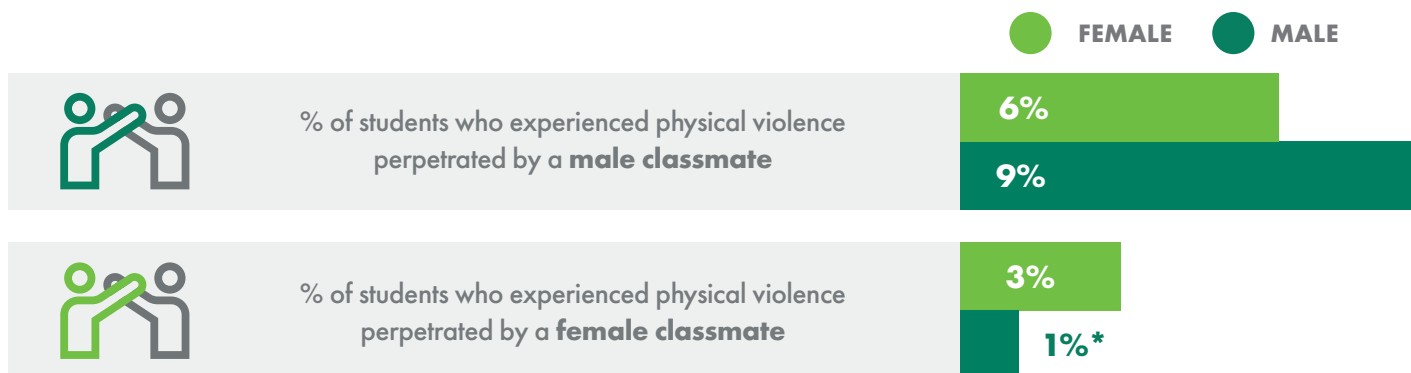 FEMALE MALE
% of students who experienced physical violence
perpetrated by a male classmate
6%
9%
% of students who experienced physical violence
perpetrated by a female classmate
3%
1%*